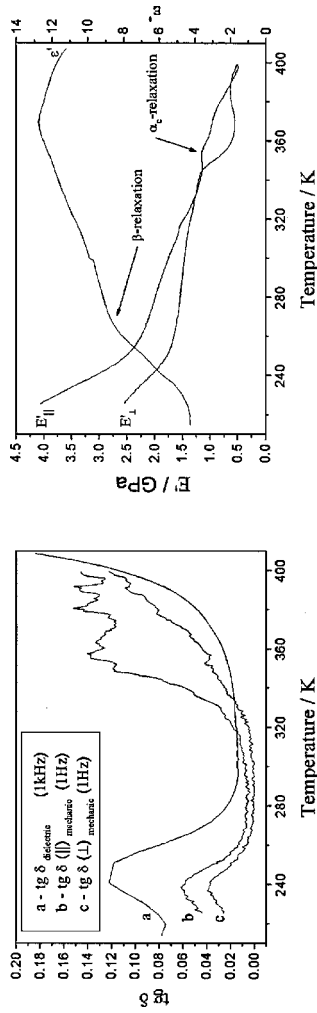 0.20
0.18
0.16
0.14
0.12
0.10
0.08
0.06
0.04
0.02
0.00
tg δ
a - tg δ dielectric (1kHz)
b - tg δ (||) mechanic (1Hz)
c - tg δ (⊥) mechanic (1Hz)
a
b
c
240 280 320 360 400
Temperature / K
4.5
4.0
3.5
3.0
2.5
2.0
1.5
1.0
0.5
0.0
E' / GPa
E'||
E'⊥
β-relaxation
αc-relaxation
ε'
240 280 320 360 400
Temperature / K
14
12
10
8
6
4
2
0
ε'